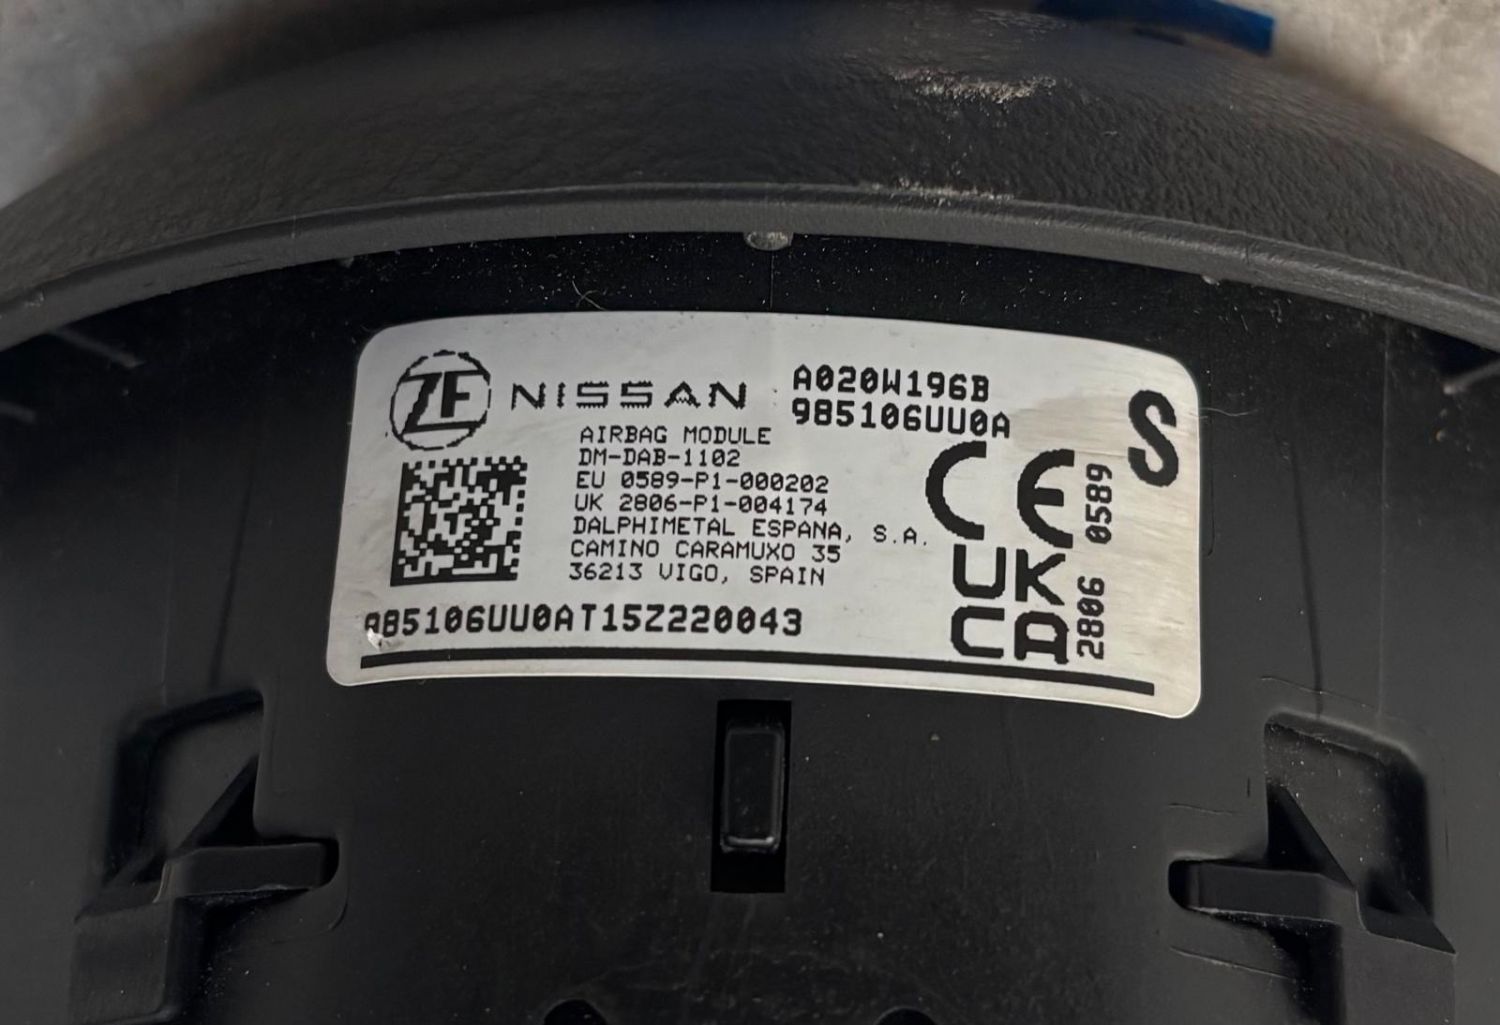 ZF NISSAN A020W196B
985106UU0A
S
AIRBAG MODULE
DM-DAB-1102
EU 0589-P1-000202
UK 2806-P1-004174
DALPHIMETAL ESPANA, S.A.
CAMINO CARAMUXO 35
36213 VIGO, SPAIN
CE 0589
UK
CA 2806
985106UU0AT15Z220043